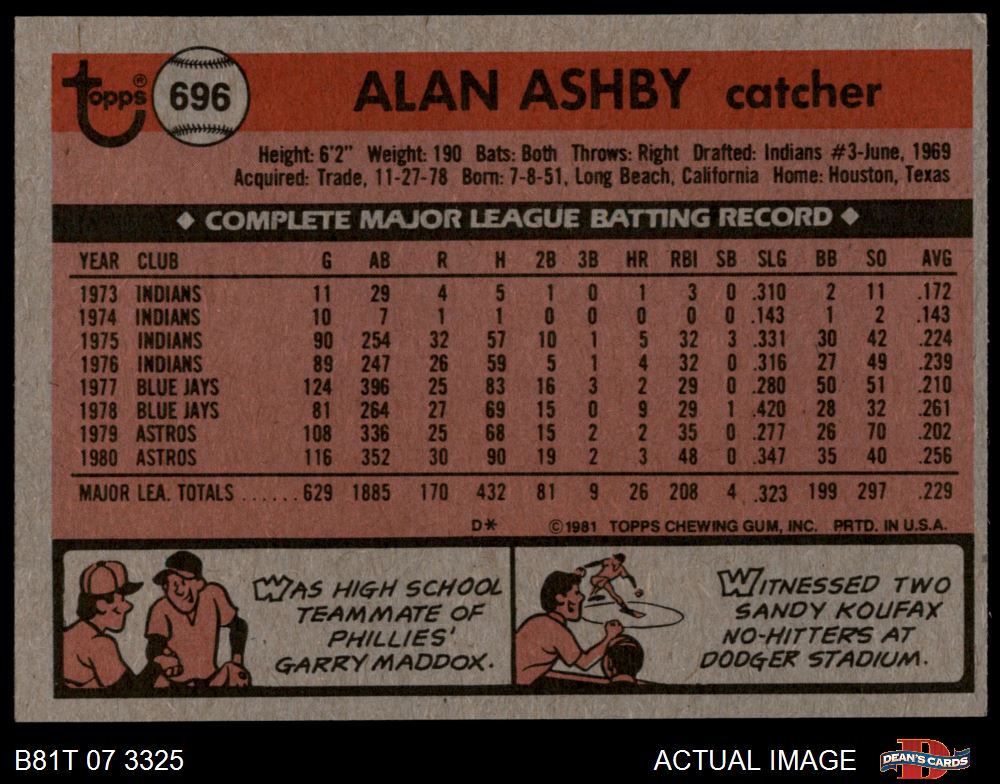 Topps® 696 ALAN ASHBY catcher
Height: 6'2" Weight: 190 Bats: Both Throws: Right Drafted: Indians #3-June, 1969
Acquired: Trade, 11-27-78 Born: 7-8-51, Long Beach, California Home: Houston, Texas
◆ COMPLETE MAJOR LEAGUE BATTING RECORD ◆
YEAR CLUB G AB R H 2B 3B HR RBI SB SLG BB SO AVG
1973 INDIANS 11 29 4 5 1 0 1 3 0 .310 2 11 .172
1974 INDIANS 10 7 1 1 0 0 0 0 0 .143 1 2 .143
1975 INDIANS 90 254 32 57 10 1 5 32 3 .331 30 42 .224
1976 INDIANS 89 247 26 59 5 1 4 32 0 .316 27 49 .239
1977 BLUE JAYS 124 396 25 83 16 3 2 29 0 .280 50 51 .210
1978 BLUE JAYS 81 264 27 69 15 0 9 29 1 .420 28 32 .261
1979 ASTROS 108 336 25 68 15 2 2 35 0 .277 26 70 .202
1980 ASTROS 116 352 30 90 19 2 3 48 0 .347 35 40 .256
MAJOR LEA. TOTALS ...... 629 1885 170 432 81 9 26 208 4 .323 199 297 .229
D* ©1981 TOPPS CHEWING GUM, INC. PRTD. IN U.S.A.
WAS HIGH SCHOOL
TEAMMATE OF
PHILLIES'
GARRY MADDOX.
WITNESSED TWO
SANDY KOUFAX
NO-HITTERS AT
DODGER STADIUM.
B81T 07 3325 ACTUAL IMAGE D DEAN'S CARDS